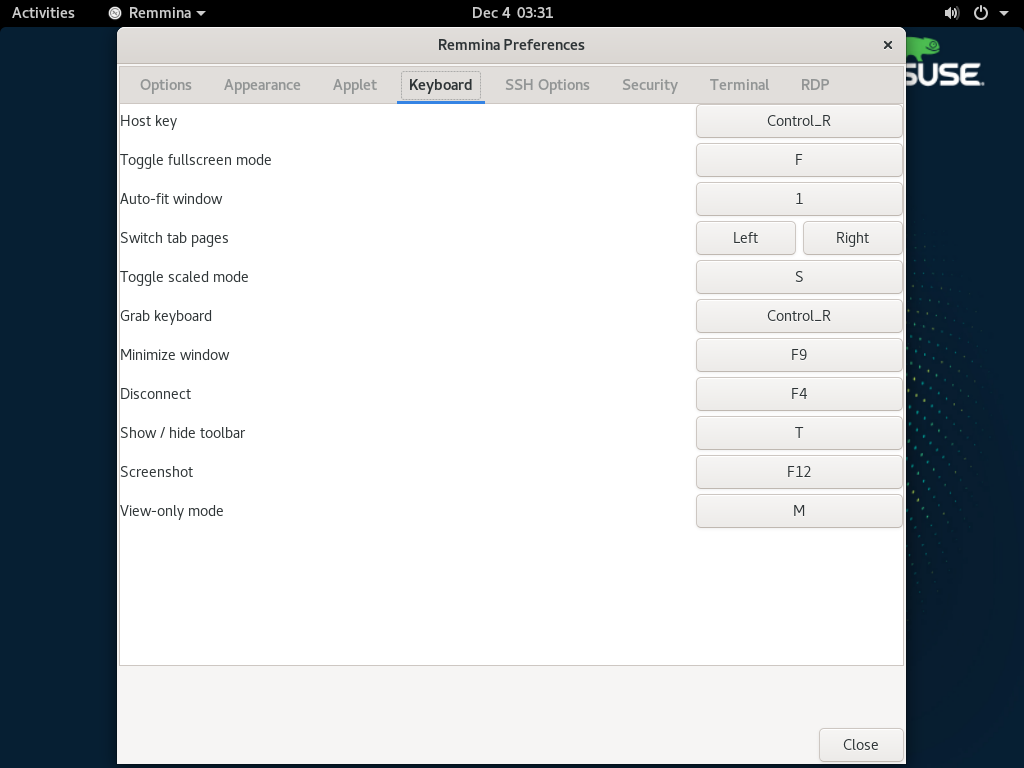 Activities Remmina Dec 4 03:31
Remmina Preferences
Options Appearance Applet Keyboard SSH Options Security Terminal RDP
Host key Control_R
Toggle fullscreen mode F
Auto-fit window 1
Switch tab pages Left Right
Toggle scaled mode S
Grab keyboard Control_R
Minimize window F9
Disconnect F4
Show / hide toolbar T
Screenshot F12
View-only mode M
Close